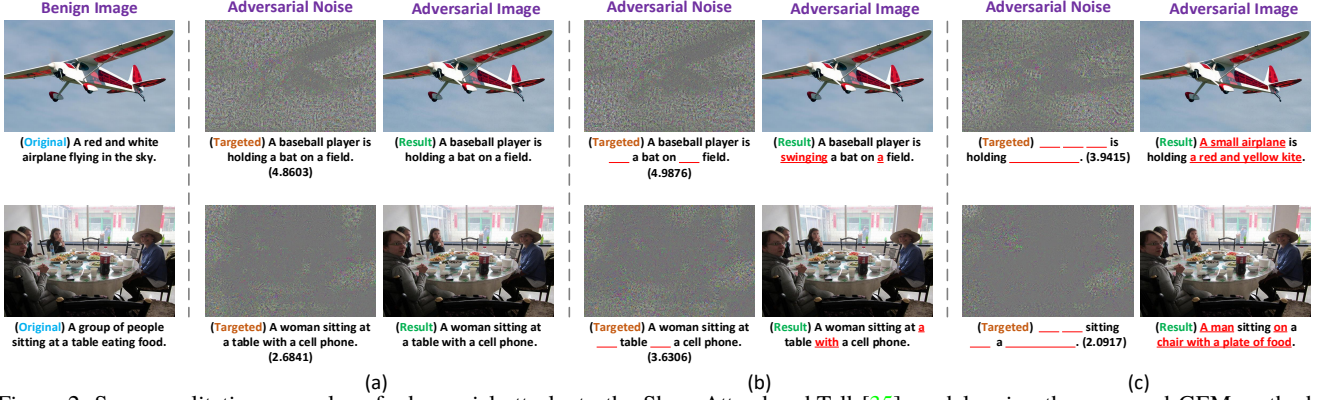 Benign Image
Adversarial Noise
Adversarial Image
Adversarial Noise
Adversarial Image
Adversarial Noise
Adversarial Image
(Original) A red and white
airplane flying in the sky.
(Targeted) A baseball player is
holding a bat on a field.
(4.8603)
(Result) A baseball player is
holding a bat on a field.
(Targeted) A baseball player is
___ a bat on ___ field.
(4.9876)
(Result) A baseball player is
swinging a bat on a field.
(Targeted) ___ ___ ___ is
holding ___________. (3.9415)
(Result) A small airplane is
holding a red and yellow kite.
(Original) A group of people
sitting at a table eating food.
(Targeted) A woman sitting at
a table with a cell phone.
(2.6841)
(Result) A woman sitting at
a table with a cell phone.
(Targeted) A woman sitting at
___ table ___ a cell phone.
(3.6306)
(Result) A woman sitting at a
table with a cell phone.
(Targeted) ___ ___ sitting
___ a ___________. (2.0917)
(Result) A man sitting on a
chair with a plate of food.
(a)
(b)
(c)